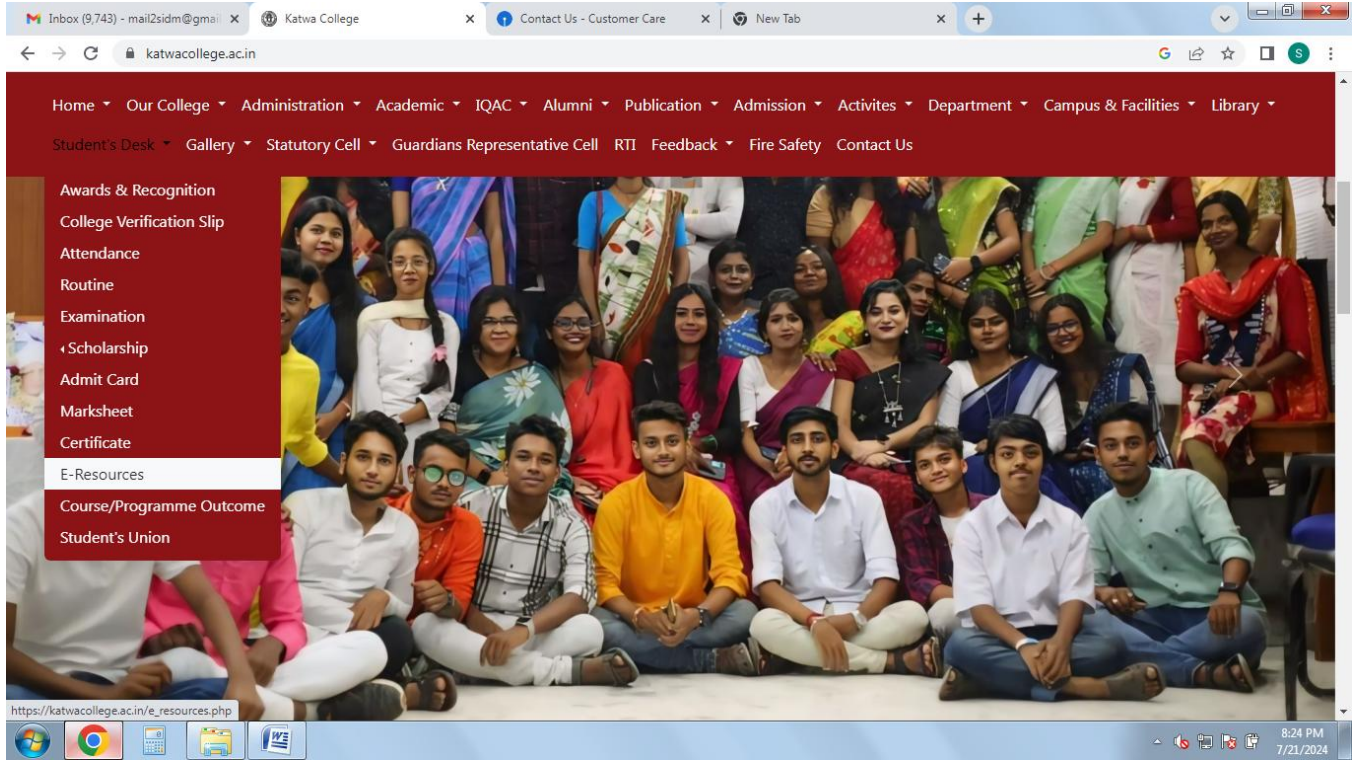 Inbox (9,743) - mail2sidm@gmai
Katwa College
Contact Us - Customer Care
New Tab
katwacollege.ac.in
G
S
Home Our College Administration Academic IQAC Alumni Publication Admission Activites Department Campus & Facilities Library
Student's Desk Gallery Statutory Cell Guardians Representative Cell RTI Feedback Fire Safety Contact Us
Awards & Recognition
College Verification Slip
Attendance
Routine
Examination
Scholarship
Admit Card
Marksheet
Certificate
E-Resources
Course/Programme Outcome
Student's Union
https://katwacollege.ac.in/e_resources.php
8:24 PM
7/21/2024